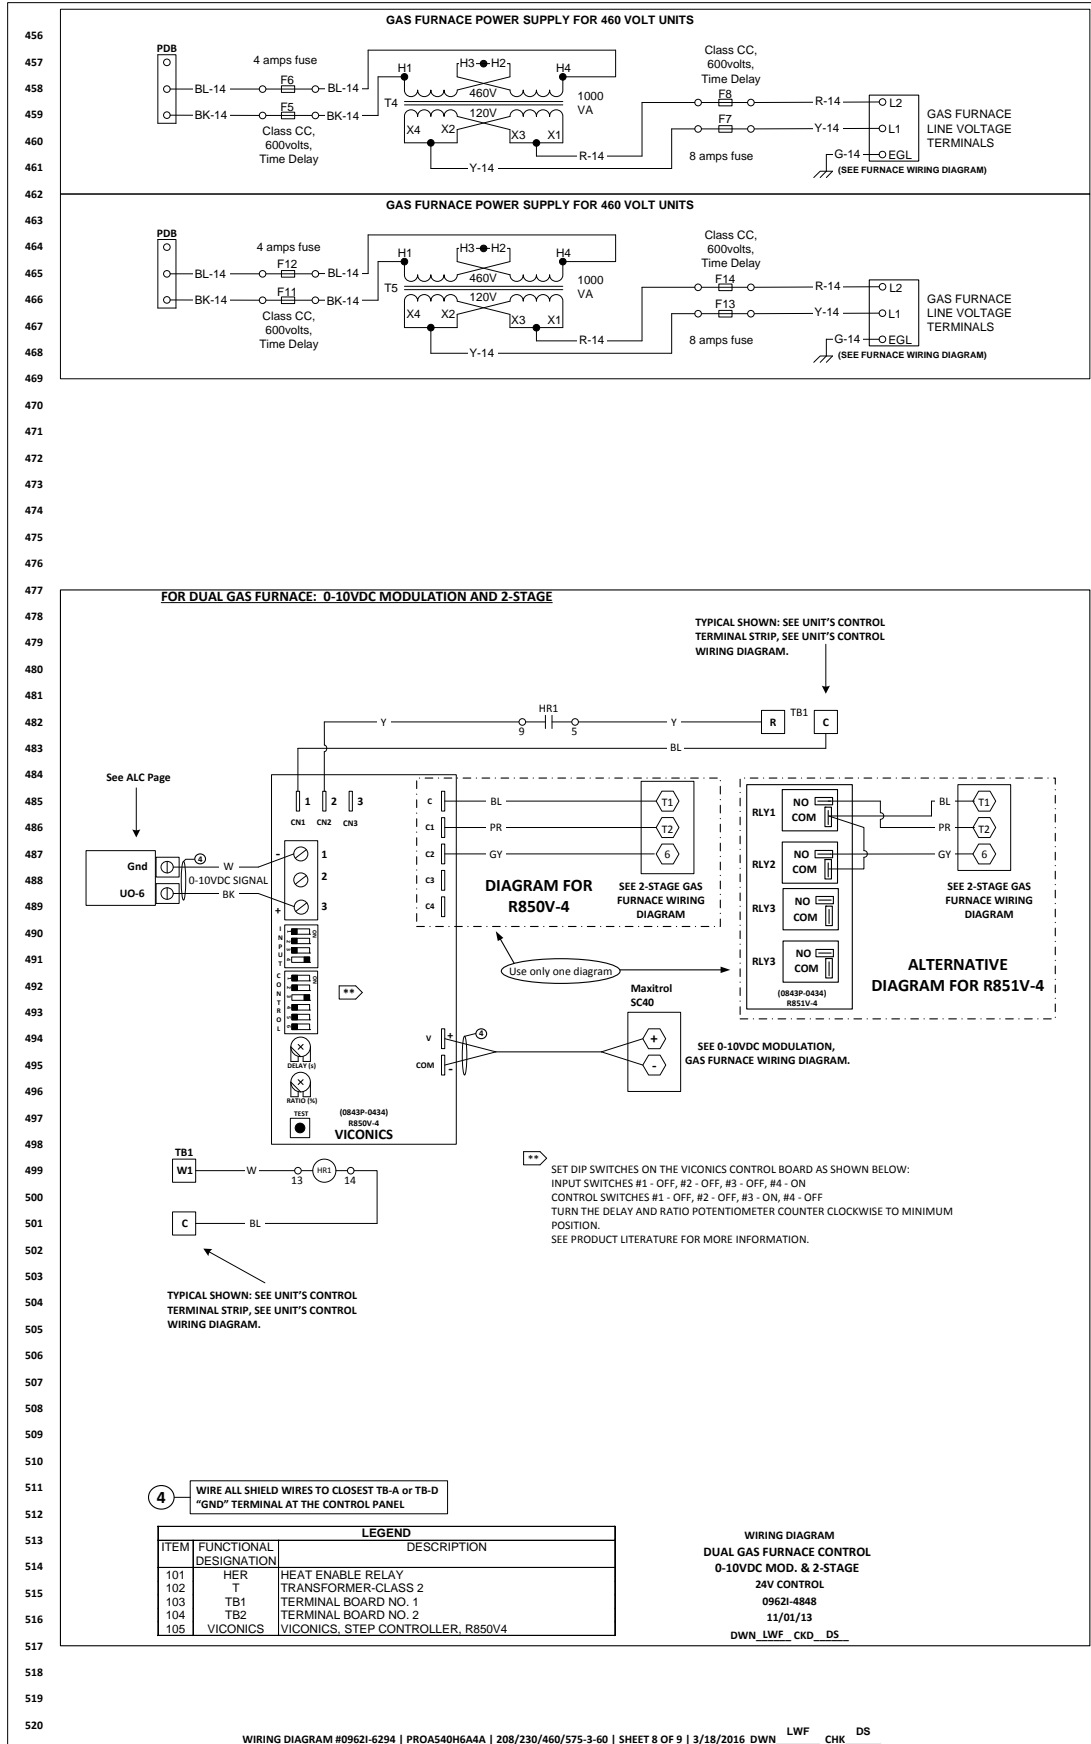 GAS FURNACE POWER SUPPLY FOR 460 VOLT UNITS
456
457
458
459
460
461
462
PDB
4 amps fuse
F6
BL-14
BL-14
F5
BK-14
BK-14
Class CC,
600volts,
Time Delay
H1
H3
H2
H4
460V
T4
120V
1000
VA
X4
X2
X3
X1
R-14
Y-14
Class CC,
600volts,
Time Delay
F8
F7
8 amps fuse
R-14
L2
Y-14
L1
G-14
EGL
GAS FURNACE
LINE VOLTAGE
TERMINALS
(SEE FURNACE WIRING DIAGRAM)
GAS FURNACE POWER SUPPLY FOR 460 VOLT UNITS
463
464
465
466
467
468
469
PDB
4 amps fuse
F12
BL-14
BL-14
F11
BK-14
BK-14
Class CC,
600volts,
Time Delay
H1
H3
H2
H4
460V
T5
120V
1000
VA
X4
X2
X3
X1
R-14
Y-14
Class CC,
600volts,
Time Delay
F14
F13
8 amps fuse
R-14
L2
Y-14
L1
G-14
EGL
GAS FURNACE
LINE VOLTAGE
TERMINALS
(SEE FURNACE WIRING DIAGRAM)
470
471
472
473
474
475
476
477
FOR DUAL GAS FURNACE: 0-10VDC MODULATION AND 2-STAGE
478
479
480
481
482
483
484
485
486
487
488
489
490
491
492
493
494
495
496
497
498
TYPICAL SHOWN: SEE UNIT'S CONTROL
TERMINAL STRIP, SEE UNIT'S CONTROL
WIRING DIAGRAM.
HR1
Y
9
5
Y
R
TB1
C
BL
See ALC Page
Gnd
UO-6
4
W
0-10VDC SIGNAL
BK
1
2
3
CN1
CN2
CN3
-
1
2
+
3
INPUT
1
2
3
4
NO
CONTROL
1
2
3
4
5
6
NO
**
DELAY (s)
RATIO (%)
TEST
(0843P-0434)
R850V-4
VICONICS
C
C1
C2
C3
C4
BL
PR
GY
T1
T2
6
DIAGRAM FOR
R850V-4
SEE 2-STAGE GAS
FURNACE WIRING
DIAGRAM
RLY1
NO
COM
RLY2
NO
COM
RLY3
NO
COM
RLY3
NO
COM
(0843P-0434)
R851V-4
BL
PR
GY
T1
T2
6
SEE 2-STAGE GAS
FURNACE WIRING
DIAGRAM
ALTERNATIVE
DIAGRAM FOR R851V-4
Use only one diagram
V
+
COM
-
4
Maxitrol
SC40
+
-
SEE 0-10VDC MODULATION,
GAS FURNACE WIRING DIAGRAM.
499
500
501
502
503
504
505
506
507
508
509
510
TB1
W1
W
13
HR1
14
C
BL
TYPICAL SHOWN: SEE UNIT'S CONTROL
TERMINAL STRIP, SEE UNIT'S CONTROL
WIRING DIAGRAM.
**
SET DIP SWITCHES ON THE VICONICS CONTROL BOARD AS SHOWN BELOW:
INPUT SWITCHES #1 - OFF, #2 - OFF, #3 - OFF, #4 - ON
CONTROL SWITCHES #1 - OFF, #2 - OFF, #3 - ON, #4 - OFF
TURN THE DELAY AND RATIO POTENTIOMETER COUNTER CLOCKWISE TO MINIMUM
POSITION.
SEE PRODUCT LITERATURE FOR MORE INFORMATION.
511
512
513
514
515
516
517
518
519
520
4
WIRE ALL SHIELD WIRES TO CLOSEST TB-A or TB-D
"GND" TERMINAL AT THE CONTROL PANEL
LEGEND
ITEM FUNCTIONAL DESIGNATION DESCRIPTION
101 HER HEAT ENABLE RELAY
102 T TRANSFORMER-CLASS 2
103 TB1 TERMINAL BOARD NO. 1
104 TB2 TERMINAL BOARD NO. 2
105 VICONICS VICONICS, STEP CONTROLLER, R850V4
WIRING DIAGRAM
DUAL GAS FURNACE CONTROL
0-10VDC MOD. & 2-STAGE
24V CONTROL
0962I-4848
11/01/13
DWN LWF CKD DS
WIRING DIAGRAM #0962I-6294 | PROA540H6A4A | 208/230/460/575-3-60 | SHEET 8 OF 9 | 3/18/2016 DWN LWF CHK DS